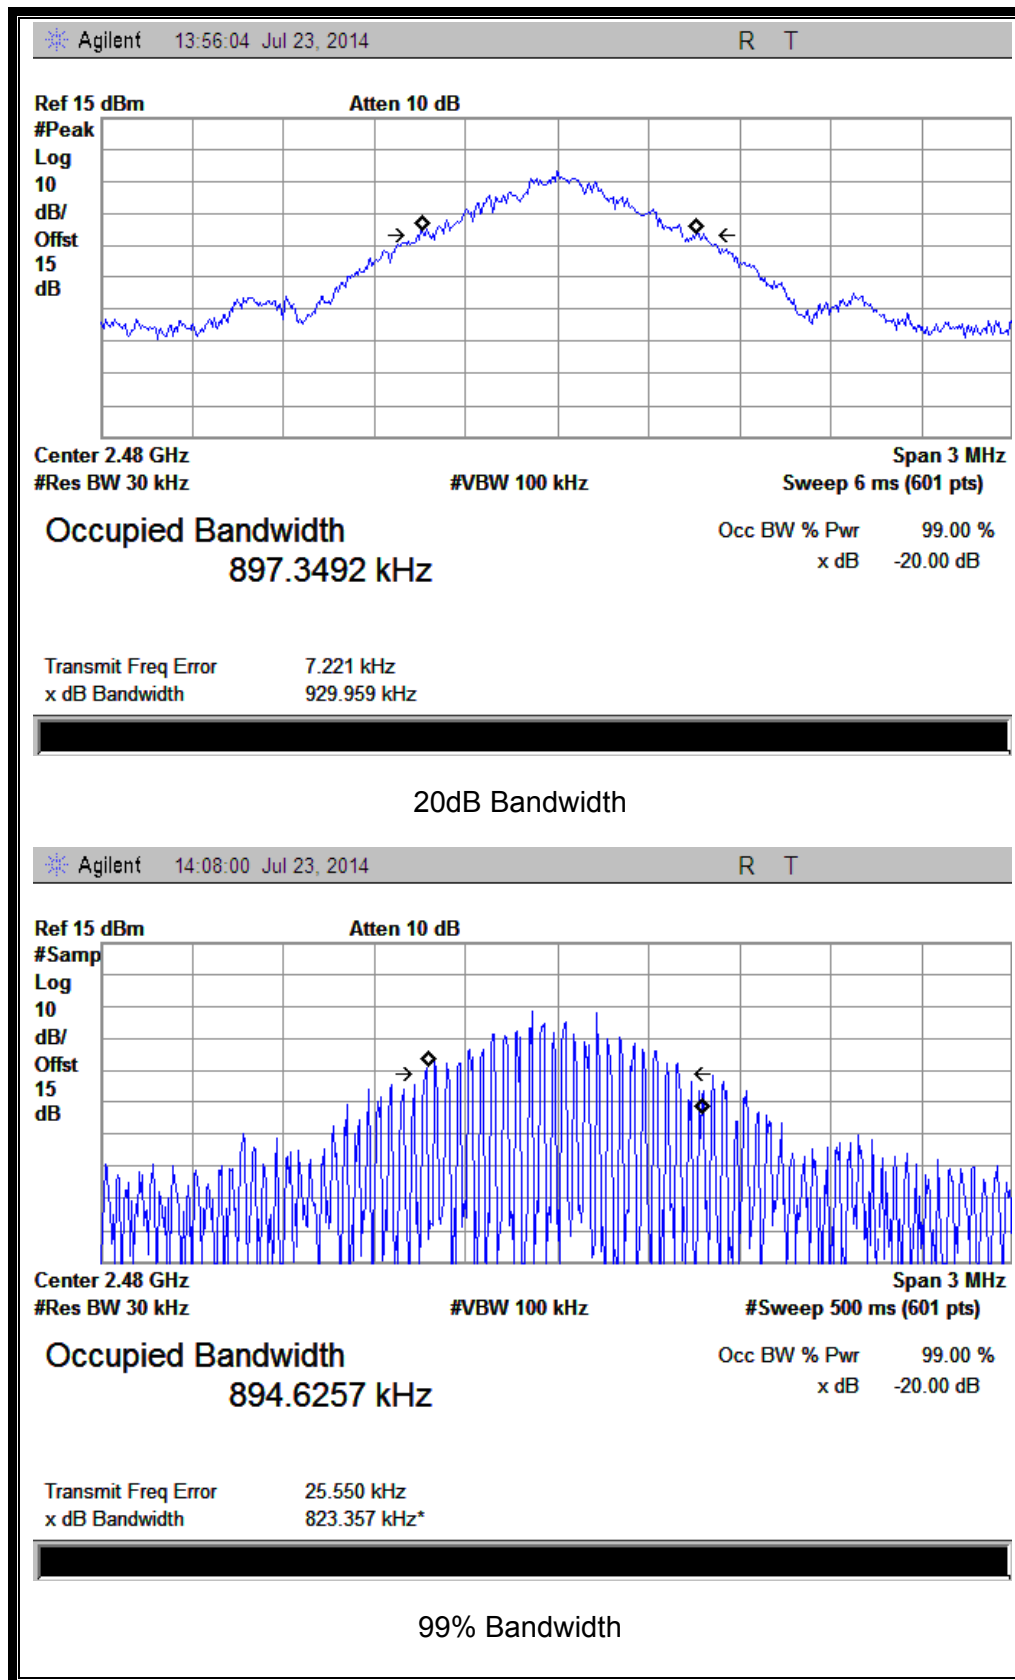 Agilent 13:56:04 Jul 23, 2014 R T
Ref 15 dBm Atten 10 dB
#Peak
Log
10
dB/
Offst
15
dB
Center 2.48 GHz Span 3 MHz
#Res BW 30 kHz #VBW 100 kHz Sweep 6 ms (601 pts)
Occupied Bandwidth Occ BW % Pwr 99.00 %
897.3492 kHz x dB -20.00 dB
Transmit Freq Error 7.221 kHz
x dB Bandwidth 929.959 kHz
20dB Bandwidth
Agilent 14:08:00 Jul 23, 2014 R T
Ref 15 dBm Atten 10 dB
#Samp
Log
10
dB/
Offst
15
dB
Center 2.48 GHz Span 3 MHz
#Res BW 30 kHz #VBW 100 kHz #Sweep 500 ms (601 pts)
Occupied Bandwidth Occ BW % Pwr 99.00 %
894.6257 kHz x dB -20.00 dB
Transmit Freq Error 25.550 kHz
x dB Bandwidth 823.357 kHz*
99% Bandwidth